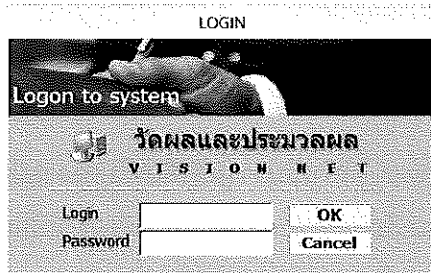 LOGIN
Logon to system
วัดผลและประมวลผล
VISION NET
Login OK
Password Cancel